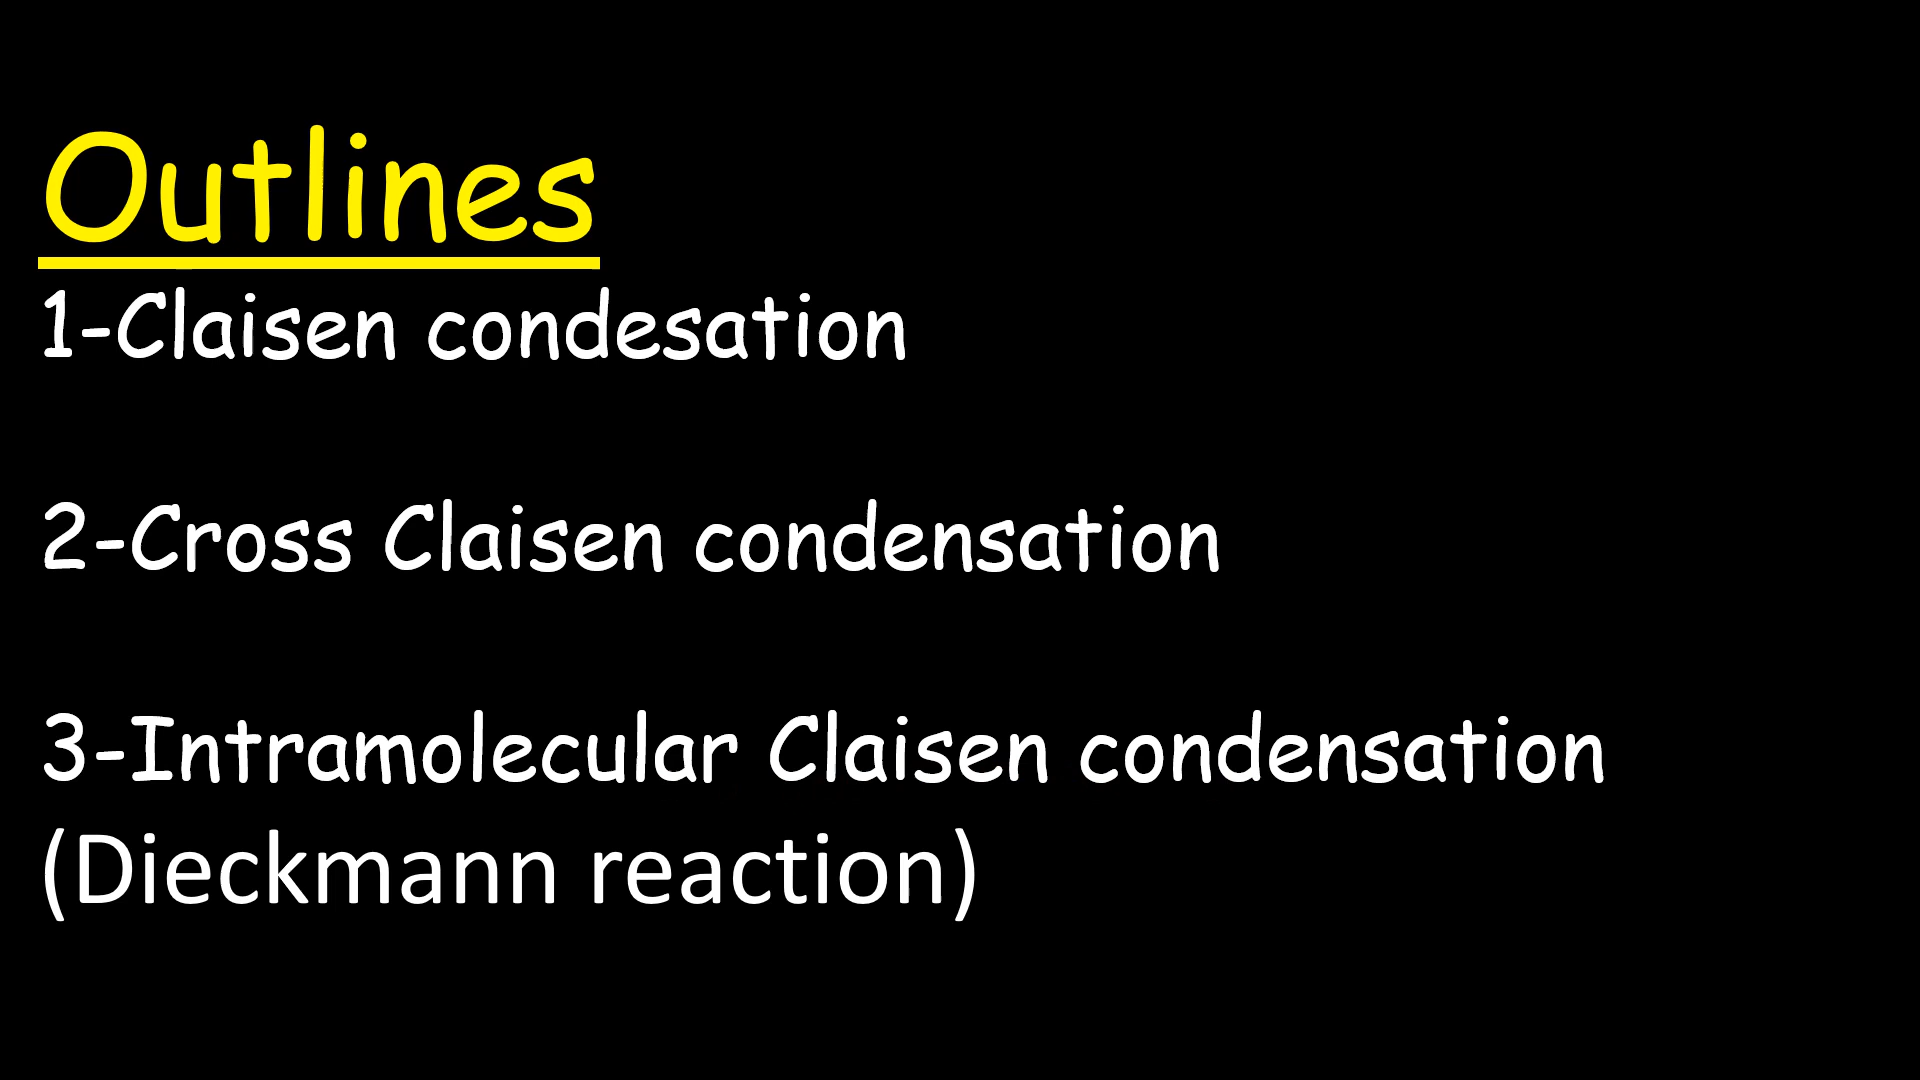 Outlines
1-Claisen condesation
2-Cross Claisen condensation
3-Intramolecular Claisen condensation
(Dieckmann reaction)